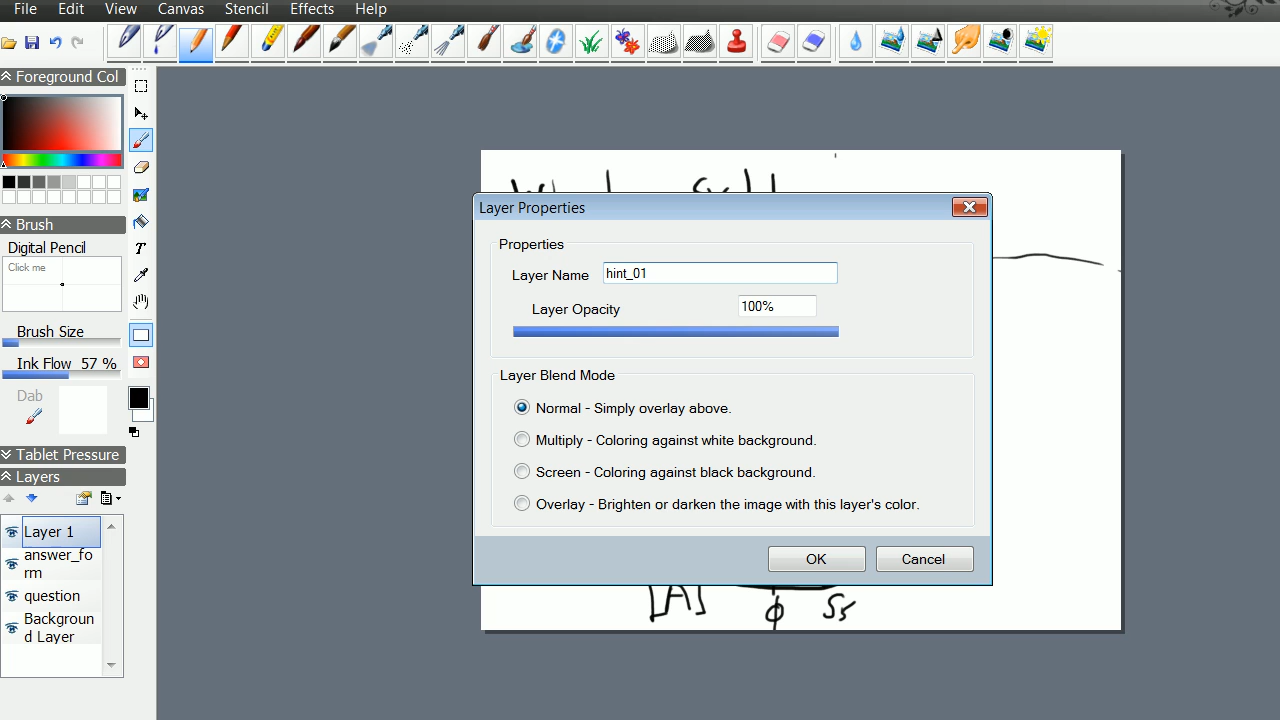 File Edit View Canvas Stencil Effects Help
Foreground Col
Brush
Digital Pencil
Click me
Brush Size
Ink Flow 57 %
Dab
Tablet Pressure
Layers
Layer 1
answer_fo
rm
question
Backgroun
d Layer
Layer Properties
Properties
Layer Name hint_01
Layer Opacity 100%
Layer Blend Mode
Normal - Simply overlay above.
Multiply - Coloring against white background.
Screen - Coloring against black background.
Overlay - Brighten or darken the image with this layer's color.
OK Cancel
[A]